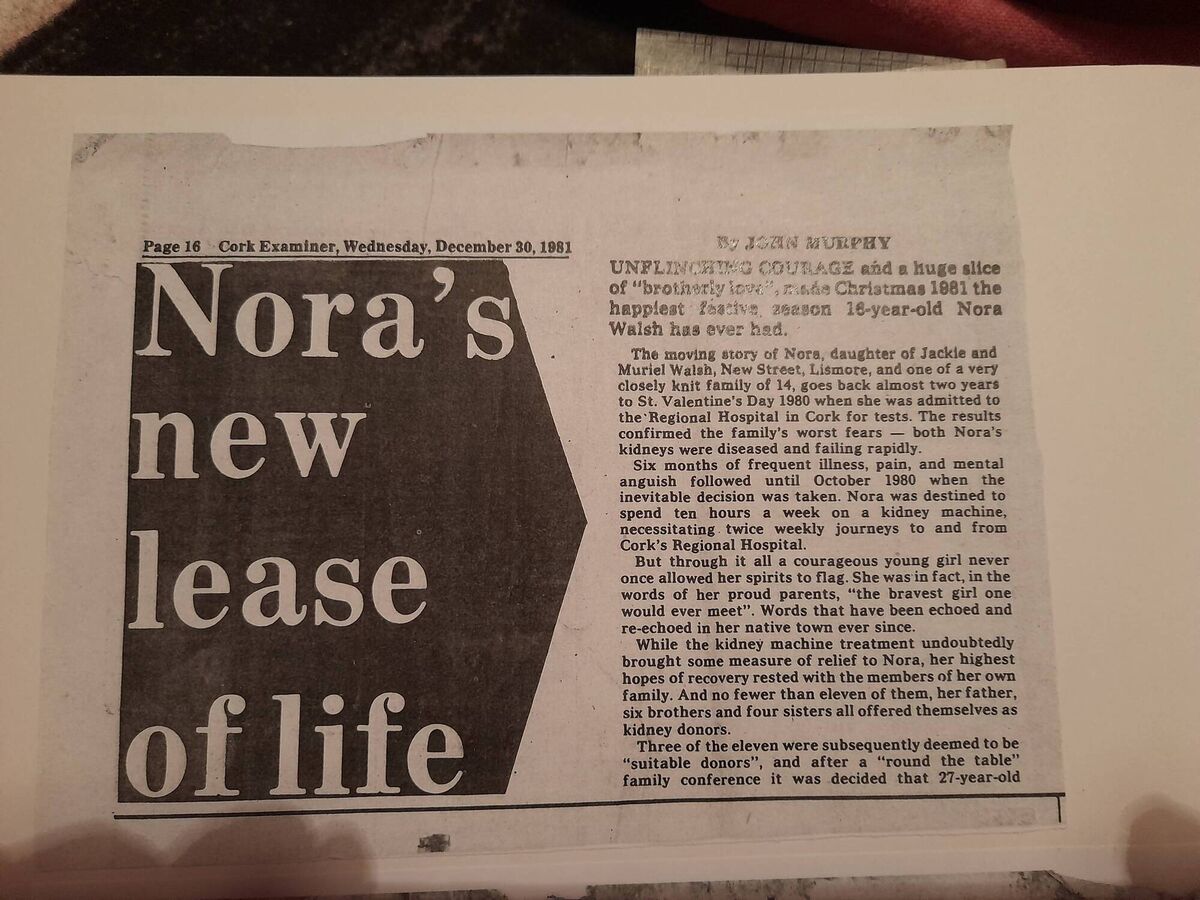 Page 16 Cork Examiner, Wednesday, December 30, 1981
Nora's
new
lease
of life
By JOHN MURPHY
UNFLINCHING COURAGE and a huge slice
of "brotherly love", made Christmas 1981 the
happiest festive season 16-year-old Nora
Walsh has ever had.
The moving story of Nora, daughter of Jackie and
Muriel Walsh, New Street, Lismore, and one of a very
closely knit family of 14, goes back almost two years
to St. Valentine's Day 1980 when she was admitted to
the Regional Hospital in Cork for tests. The results
confirmed the family's worst fears — both Nora's
kidneys were diseased and failing rapidly.
Six months of frequent illness, pain, and mental
anguish followed until October 1980 when the
inevitable decision was taken. Nora was destined to
spend ten hours a week on a kidney machine,
necessitating twice weekly journeys to and from
Cork's Regional Hospital.
But through it all a courageous young girl never
once allowed her spirits to flag. She was in fact, in the
words of her proud parents, "the bravest girl one
would ever meet". Words that have been echoed and
re-echoed in her native town ever since.
While the kidney machine treatment undoubtedly
brought some measure of relief to Nora, her highest
hopes of recovery rested with the members of her own
family. And no fewer than eleven of them, her father,
six brothers and four sisters all offered themselves as
kidney donors.
Three of the eleven were subsequently deemed to be
"suitable donors", and after a "round the table"
family conference it was decided that 27-year-old